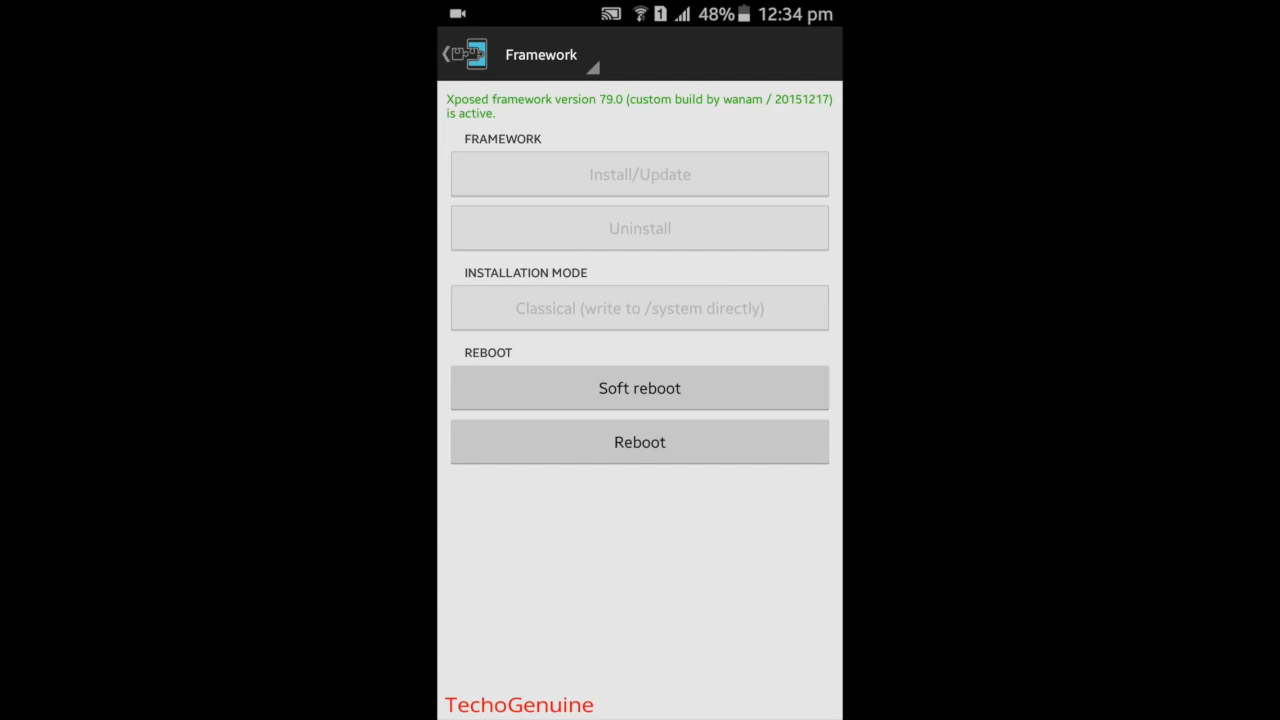 1 48% 12:34 pm
Framework
Xposed framework version 79.0 (custom build by wanam / 20151217)
is active.
FRAMEWORK
Install/Update
Uninstall
INSTALLATION MODE
Classical (write to /system directly)
REBOOT
Soft reboot
Reboot
TechoGenuine